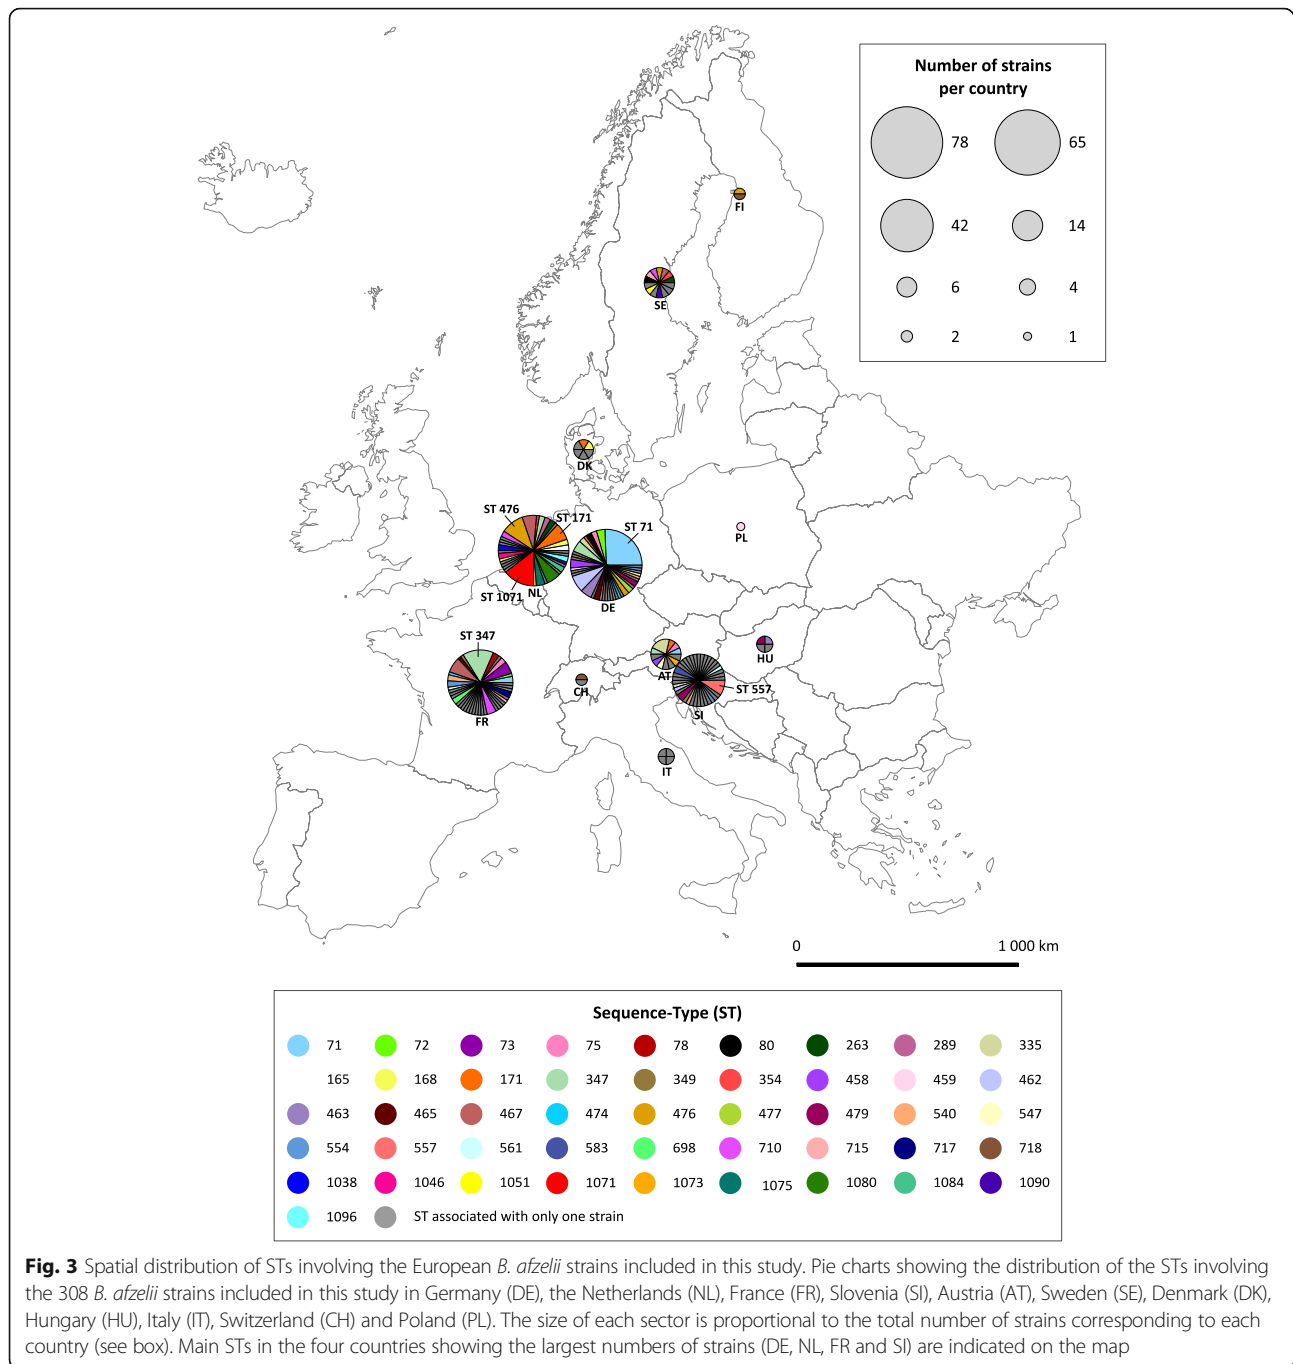 Number of strains
per country
78 65
42 14
6 4
2 1
FI
SE
DK
ST 476
ST 171
ST 71
PL
ST 1071
NL
DE
ST 347
HU
AT
CH
ST 557
SI
FR
IT
0 1 000 km
Sequence-Type (ST)
71 72 73 75 78 80 263 289 335
165 168 171 347 349 354 458 459 462
463 465 467 474 476 477 479 540 547
554 557 561 583 698 710 715 717 718
1038 1046 1051 1071 1073 1075 1080 1084 1090
1096 ST associated with only one strain
Fig. 3 Spatial distribution of STs involving the European B. afzelii strains included in this study. Pie charts showing the distribution of the STs involving
the 308 B. afzelii strains included in this study in Germany (DE), the Netherlands (NL), France (FR), Slovenia (SI), Austria (AT), Sweden (SE), Denmark (DK),
Hungary (HU), Italy (IT), Switzerland (CH) and Poland (PL). The size of each sector is proportional to the total number of strains corresponding to each
country (see box). Main STs in the four countries showing the largest numbers of strains (DE, NL, FR and SI) are indicated on the map